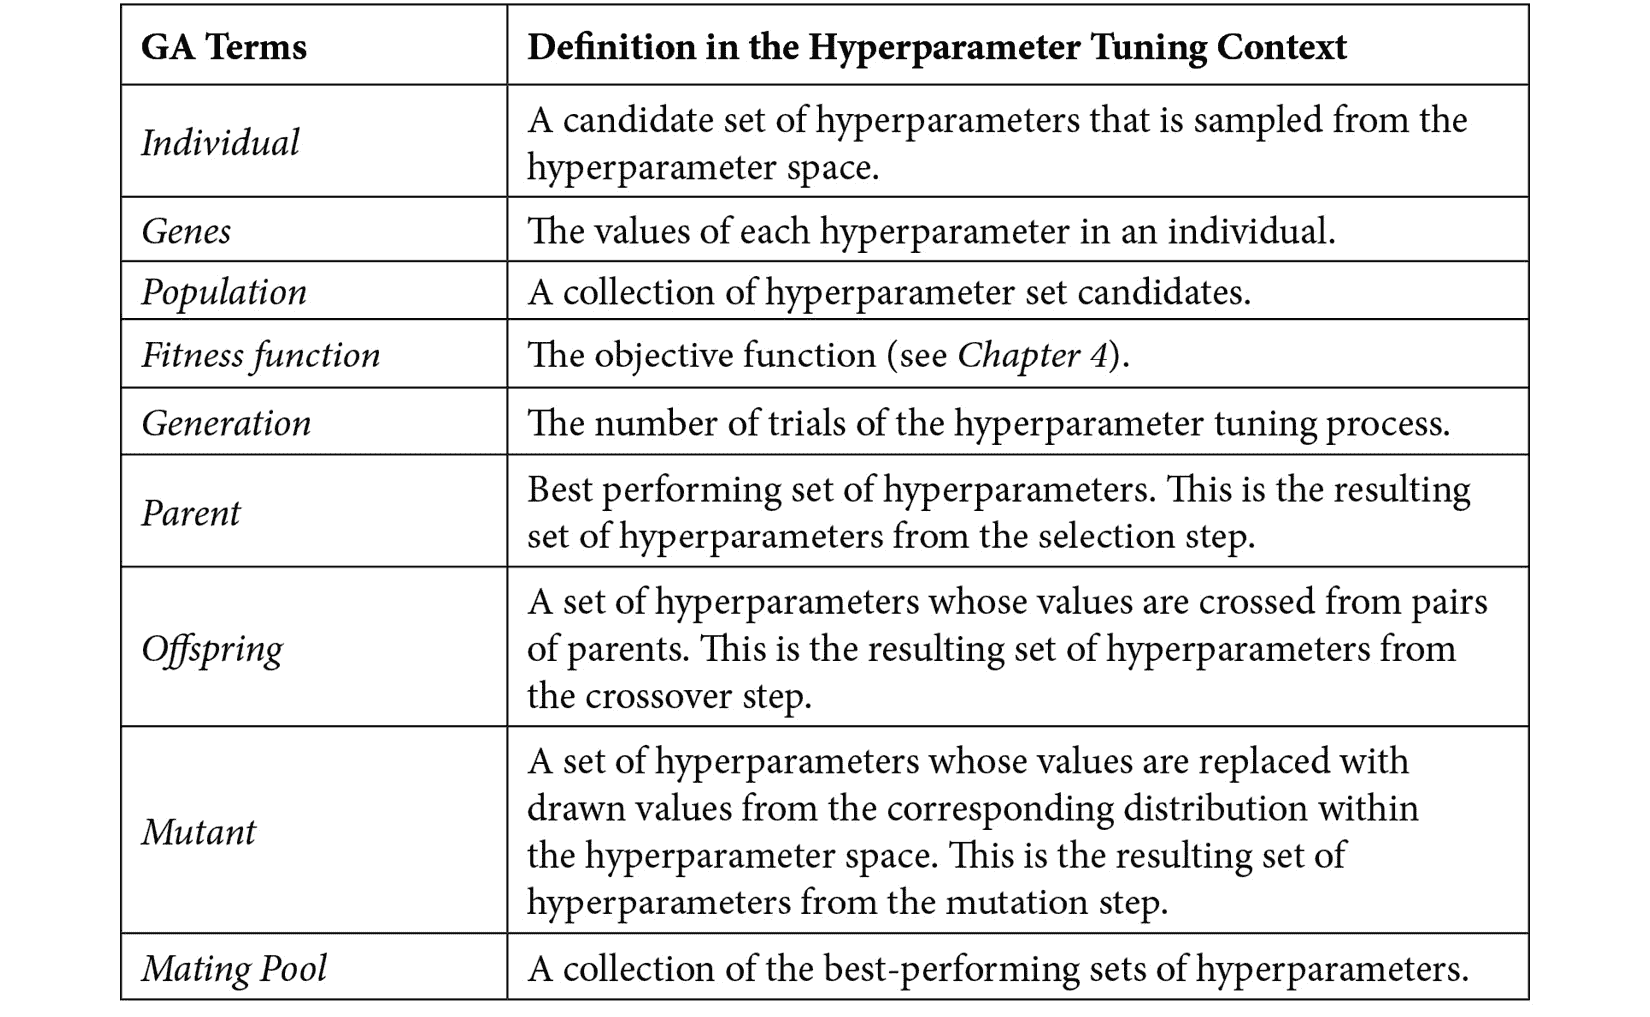 GA Terms
Definition in the Hyperparameter Tuning Context
Individual
A candidate set of hyperparameters that is sampled from the
hyperparameter space.
Genes
The values of each hyperparameter in an individual.
Population
A collection of hyperparameter set candidates.
Fitness function
The objective function (see Chapter 4).
Generation
The number of trials of the hyperparameter tuning process.
Parent
Best performing set of hyperparameters. This is the resulting
set of hyperparameters from the selection step.
Offspring
A set of hyperparameters whose values are crossed from pairs
of parents. This is the resulting set of hyperparameters from
the crossover step.
Mutant
A set of hyperparameters whose values are replaced with
drawn values from the corresponding distribution within
the hyperparameter space. This is the resulting set of
hyperparameters from the mutation step.
Mating Pool
A collection of the best-performing sets of hyperparameters.